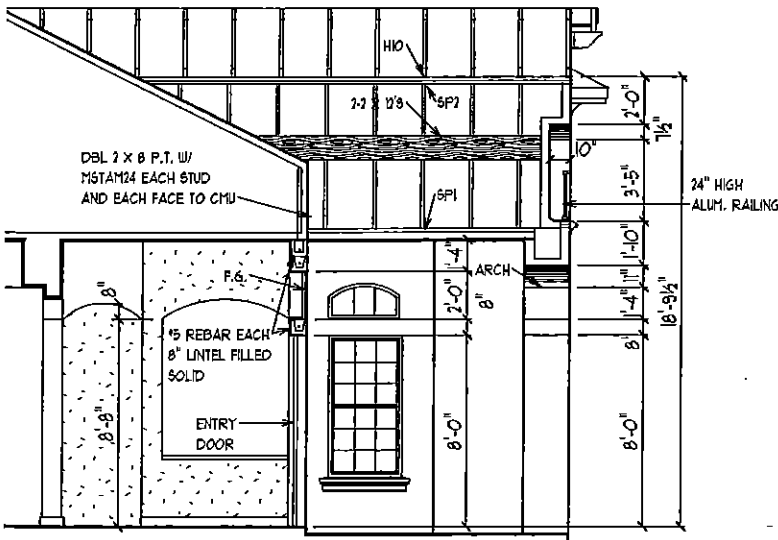 H10
SP2
2-2 X 12'S
2'-0"
7½"
10"
DBL 2 X 8 P.T. W/
MSTAM24 EACH STUD
AND EACH FACE TO CMU
3'-5"
24" HIGH
ALUM. RAILING
SP1
1'-10"
1'-4"
F.G.
ARCH
11"
8"
2'-0"
8"
1'-4"
18'-9½"
#5 REBAR EACH
8" LINTEL FILLED
SOLID
8"
8'-8"
ENTRY
DOOR
8'-0"
8'-0"